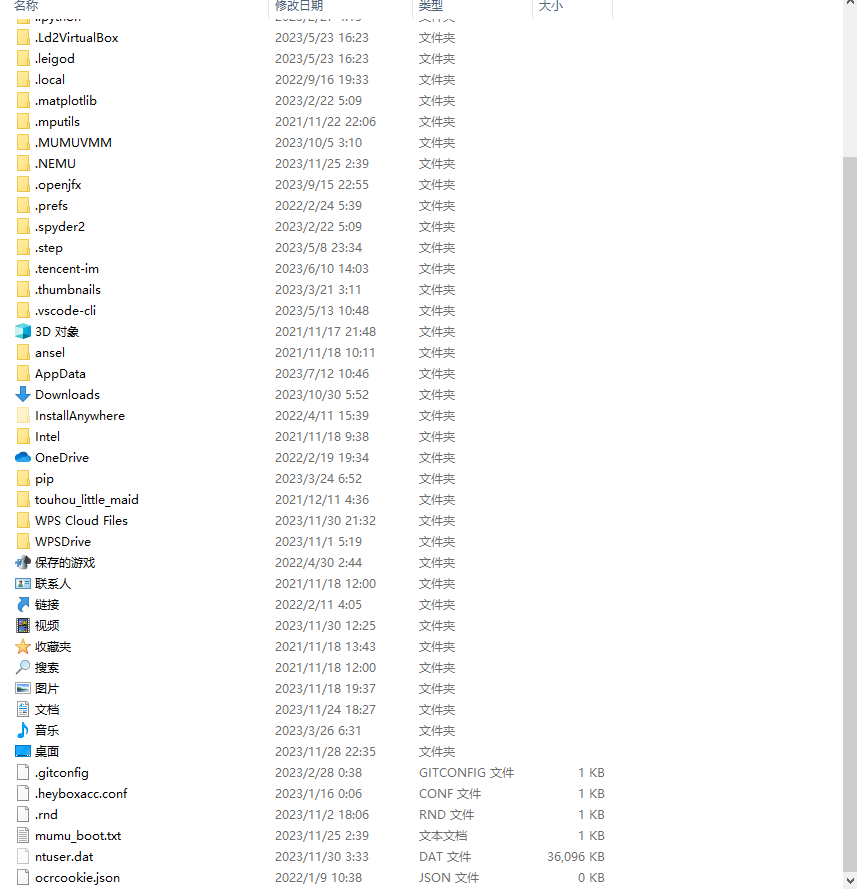 名称 修改日期 类型 大小
.Ld2VirtualBox 2023/5/23 16:23 文件夹
.leigod 2023/5/23 16:23 文件夹
.local 2022/9/16 19:33 文件夹
.matplotlib 2023/2/22 5:09 文件夹
.mputils 2021/11/22 22:06 文件夹
.MUMUVMM 2023/10/5 3:10 文件夹
.NEMU 2023/11/25 2:39 文件夹
.openjfx 2023/9/15 22:55 文件夹
.prefs 2022/2/24 5:39 文件夹
.spyder2 2023/2/22 5:09 文件夹
.step 2023/5/8 23:34 文件夹
.tencent-im 2023/6/10 14:03 文件夹
.thumbnails 2023/3/21 3:11 文件夹
.vscode-cli 2023/5/13 10:48 文件夹
3D 对象 2021/11/17 21:48 文件夹
ansel 2021/11/18 10:11 文件夹
AppData 2023/7/12 10:46 文件夹
Downloads 2023/10/30 5:52 文件夹
InstallAnywhere 2022/4/11 15:39 文件夹
Intel 2021/11/18 9:38 文件夹
OneDrive 2022/2/19 19:34 文件夹
pip 2023/3/24 6:52 文件夹
touhou_little_maid 2021/12/11 4:36 文件夹
WPS Cloud Files 2023/11/30 21:32 文件夹
WPSDrive 2023/11/1 5:19 文件夹
保存的游戏 2022/4/30 2:44 文件夹
联系人 2021/11/18 12:00 文件夹
链接 2022/2/11 4:05 文件夹
视频 2023/11/30 12:25 文件夹
收藏夹 2021/11/18 13:43 文件夹
搜索 2021/11/18 12:00 文件夹
图片 2023/11/18 19:37 文件夹
文档 2023/11/24 18:27 文件夹
音乐 2023/3/26 6:31 文件夹
桌面 2023/11/28 22:35 文件夹
.gitconfig 2023/2/28 0:38 GITCONFIG 文件 1 KB
.heyboxacc.conf 2023/1/16 0:06 CONF 文件 1 KB
.rnd 2023/11/2 18:06 RND 文件 1 KB
mumu_boot.txt 2023/11/25 2:39 文本文档 1 KB
ntuser.dat 2023/11/30 3:33 DAT 文件 36,096 KB
ocrcookie.json 2022/1/9 10:38 JSON 文件 0 KB